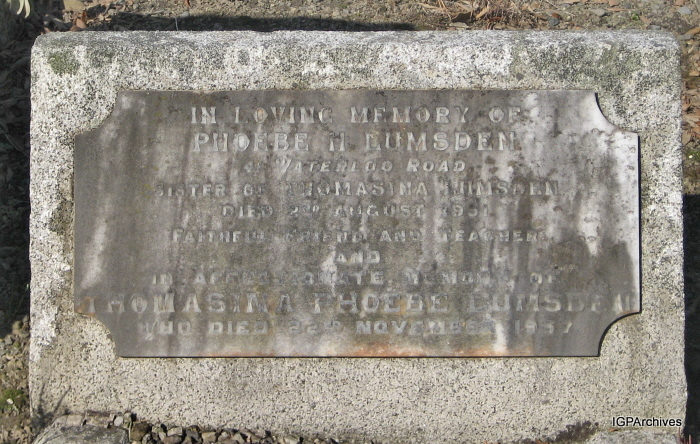 IN LOVING MEMORY OF
PHOEBE H LUMSDEN
WATERLOO ROAD
SISTER OF THOMASINA LUMSDEN
DIED 2ND AUGUST 1951
FAITHFUL FRIEND AND TEACHER
AND
IN AFFECTIONATE MEMORY OF
THOMASINA PHOEBE LUMSDEN
WHO DIED 22ND NOVEMBER 1957
IGPArchives